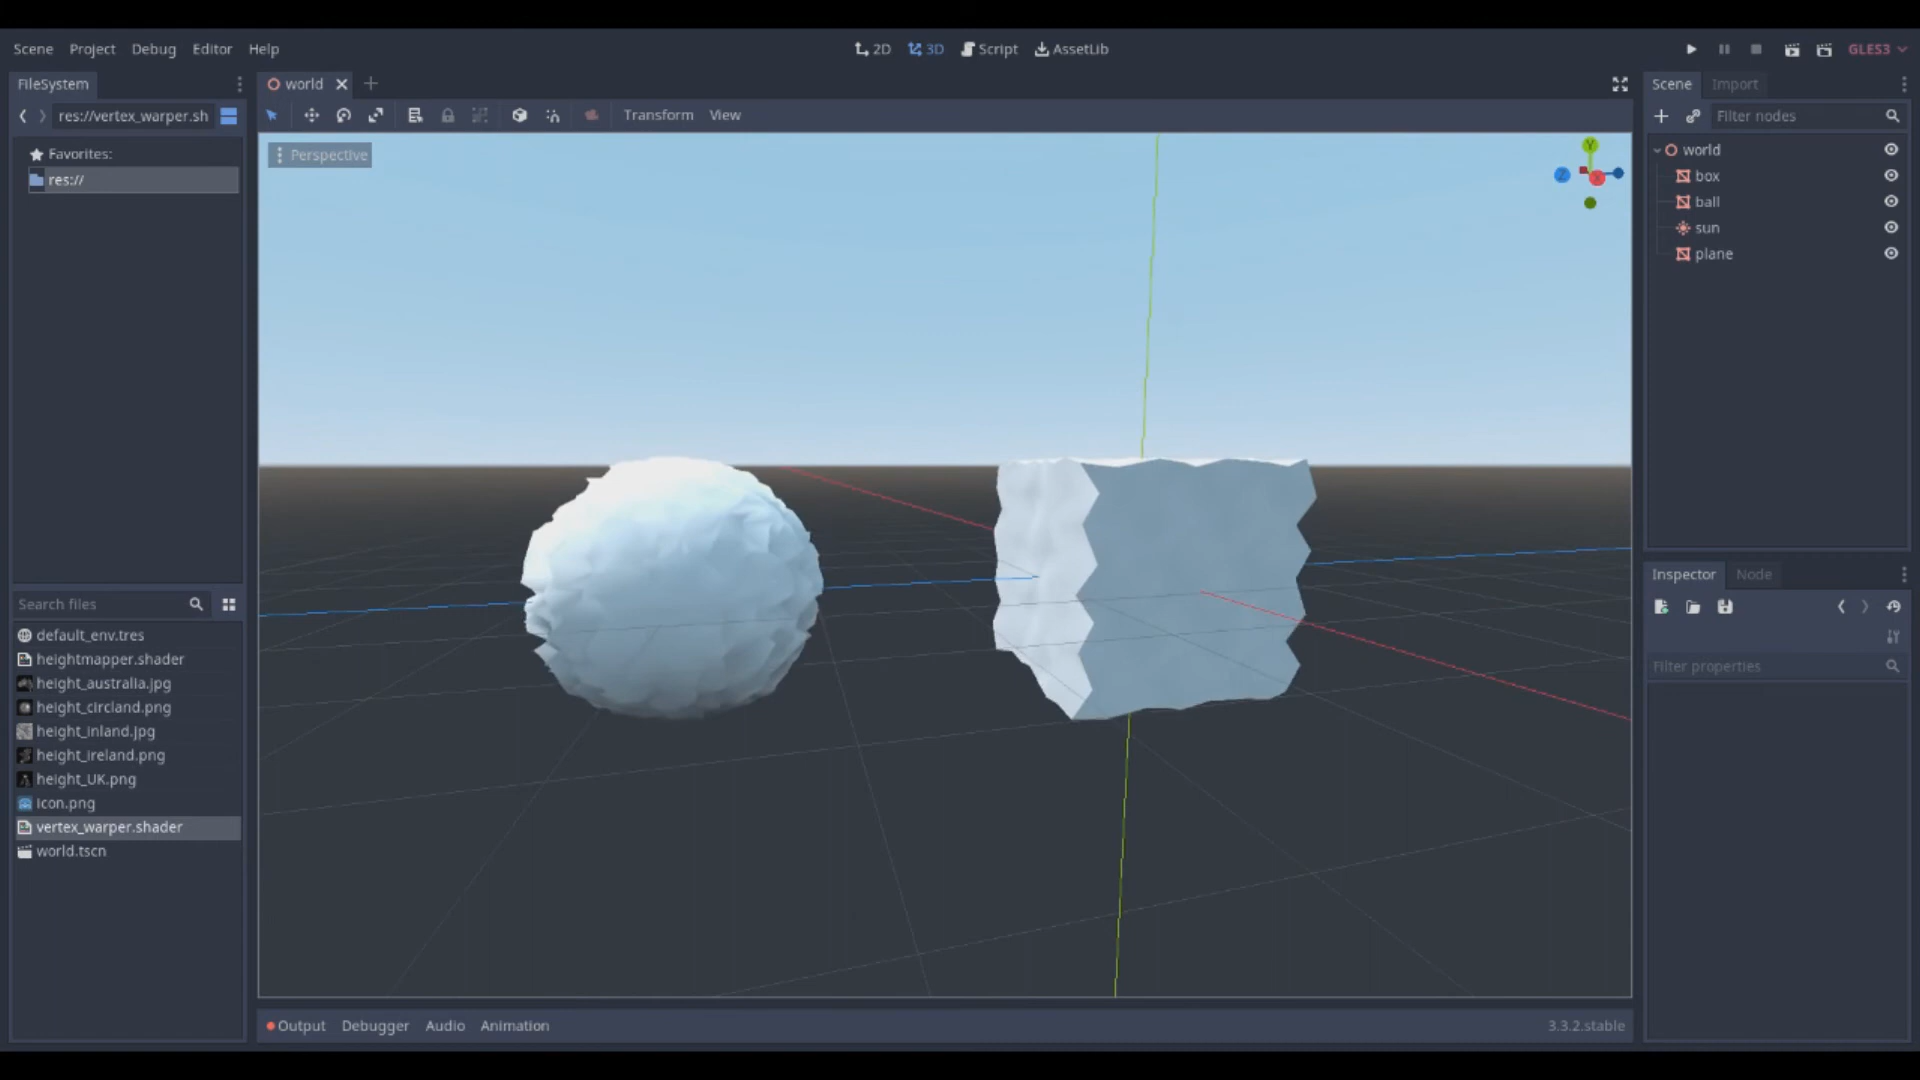 Scene Project Debug Editor Help
2D 3D Script AssetLib
GLES3
FileSystem
res://vertex_warper.sh
Favorites:
res://
Search files
default_env.tres
heightmapper.shader
height_australia.jpg
height_circland.png
height_inland.jpg
height_ireland.png
height_UK.png
icon.png
vertex_warper.shader
world.tscn
world
Transform View
Perspective
Y
Z
Output Debugger Audio Animation
3.3.2.stable
Scene Import
Filter nodes
world
box
ball
sun
plane
Inspector Node
Filter properties